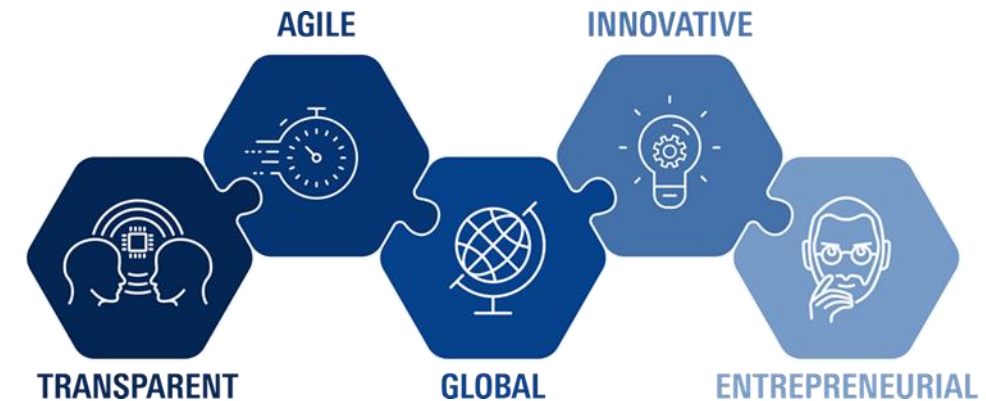 AGILE
INNOVATIVE
TRANSPARENT
GLOBAL
ENTREPRENEURIAL